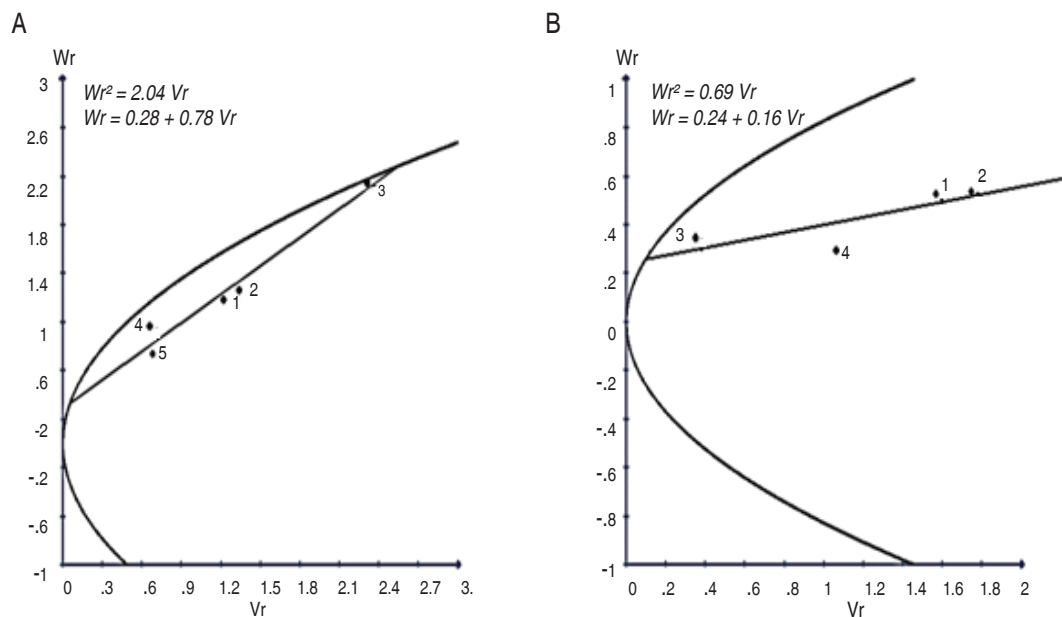 A
Wr
3
Wr² = 2.04 Vr
Wr = 0.28 + 0.78 Vr
2.6
2.2
1.8
1.4
1
.6
-2
-.2
-.6
-1
3
2
1
4
5
0 .3 .6 .9 1.2 1.5 1.8 2.1 2.4 2.7 3.
Vr
B
Wr
1
Wr² = 0.69 Vr
Wr = 0.24 + 0.16 Vr
.8
.6
.4
.2
0
-.2
-.4
-.6
-.8
-1
1
2
3
4
0 .2 .4 .6 .8 1 1.2 1.4 1.6 1.8 2
Vr